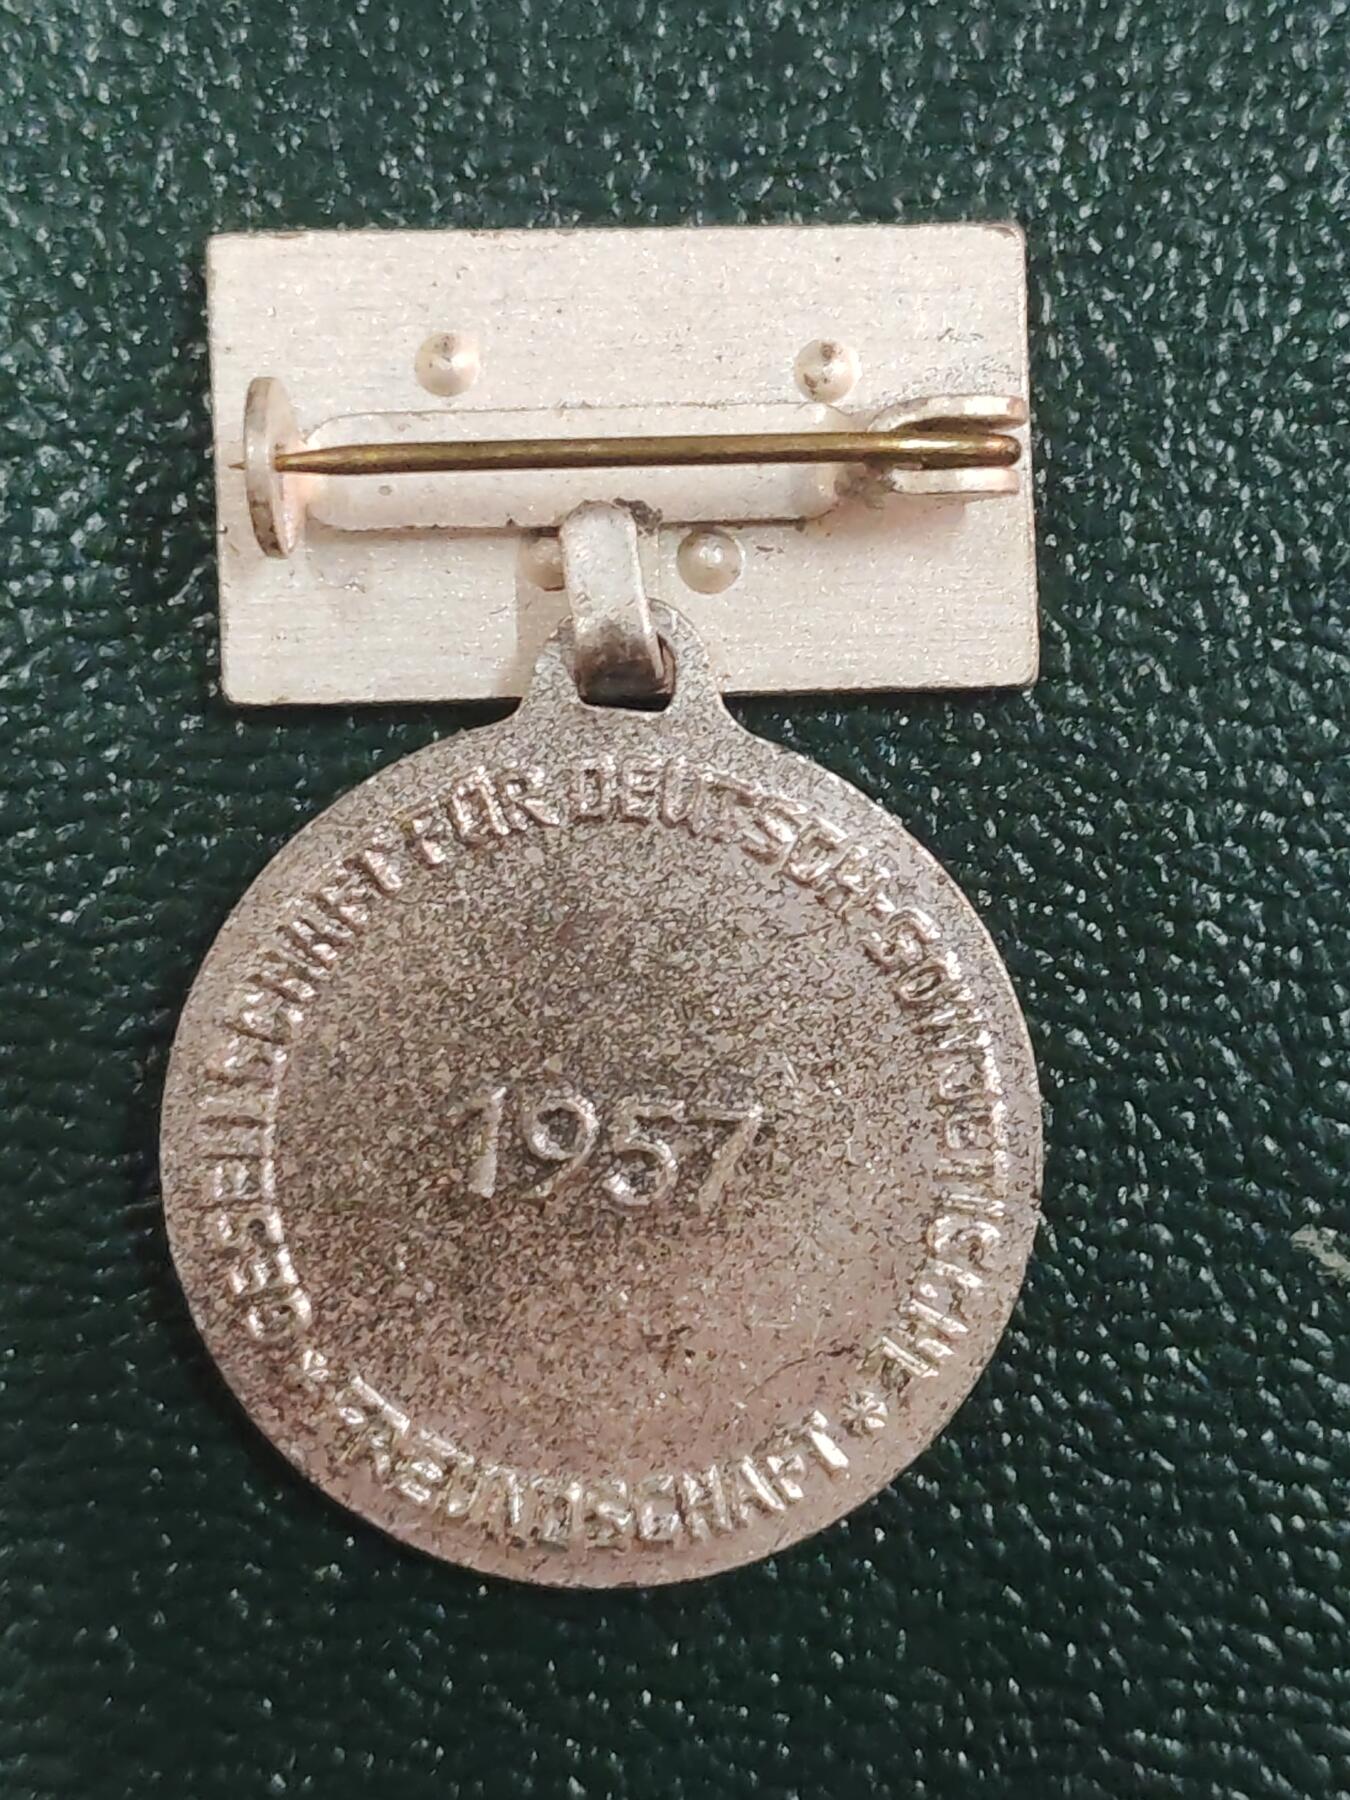 GESELLSCHAFT FÜR DEUTSCH-SOWJETISCHE
* FREUNDSCHAFT *
1957